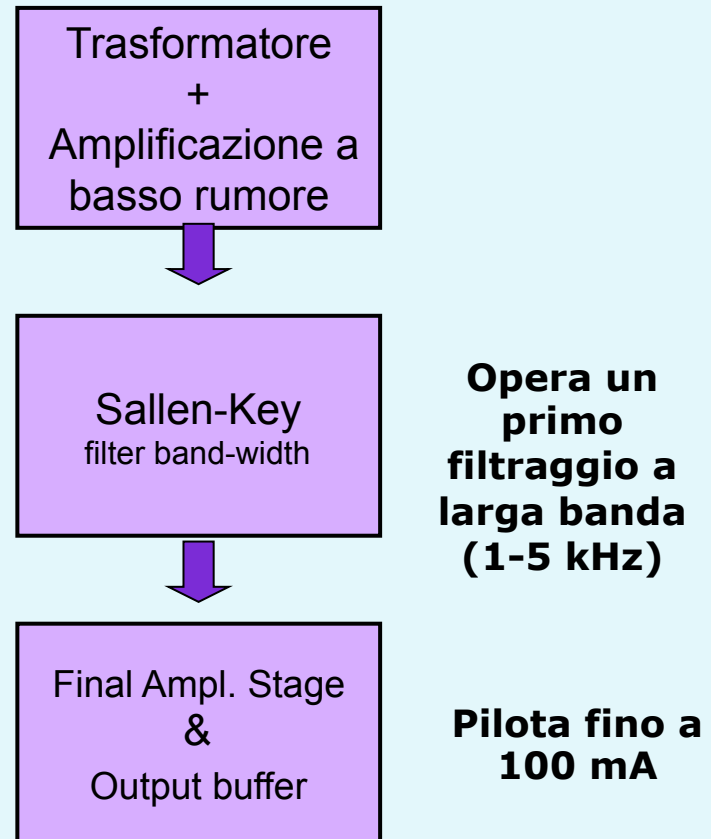 Trasformatore
+
Amplificazione a
basso rumore
Sallen-Key
filter band-width
Opera un
primo
filtraggio a
larga banda
(1-5 kHz)
Final Ampl. Stage
&
Output buffer
Pilota fino a
100 mA